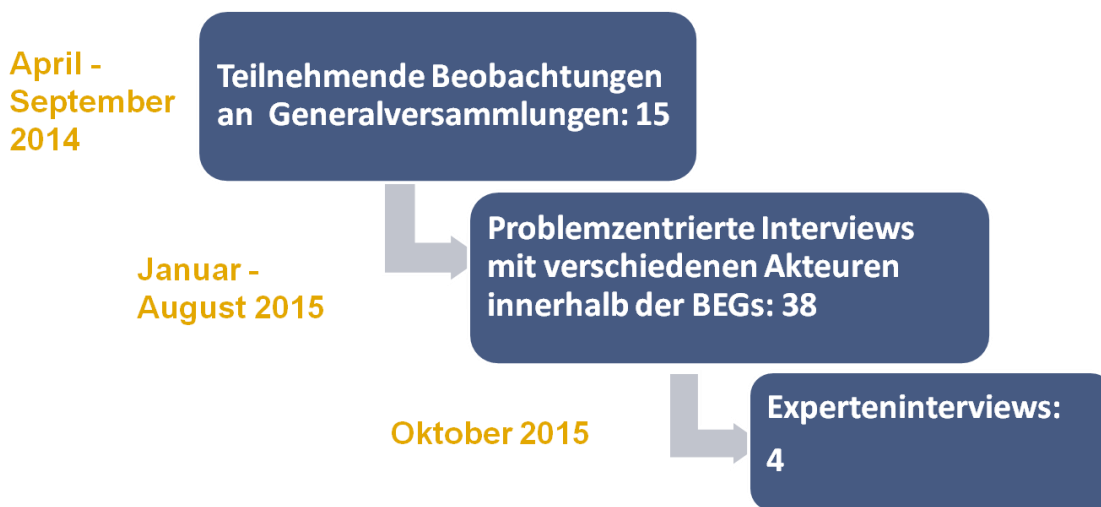 April -
September
2014
Teilnehmende Beobachtungen
an Generalversammlungen: 15
Januar -
August 2015
Problemzentrierte Interviews
mit verschiedenen Akteuren
innerhalb der BEGs: 38
Oktober 2015
Experteninterviews:
4